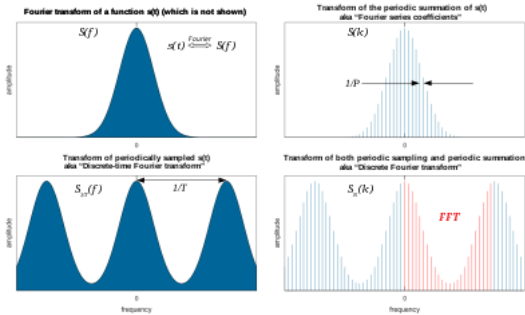 Fourier transform of a function s(t) (which is not shown)
S(f)
s(t) ⟺ S(f)
Fourier
amplitude
0
Transform of the periodic summation of s(t)
aka "Fourier series coefficients"
S(k)
1/P
amplitude
0
Transform of periodically sampled s(t)
aka "Discrete-time Fourier transform"
S1/T(f)
1/T
amplitude
0
frequency
Transform of both periodic sampling and periodic summation
aka "Discrete Fourier transform"
(k)
FFT
amplitude
0
frequency